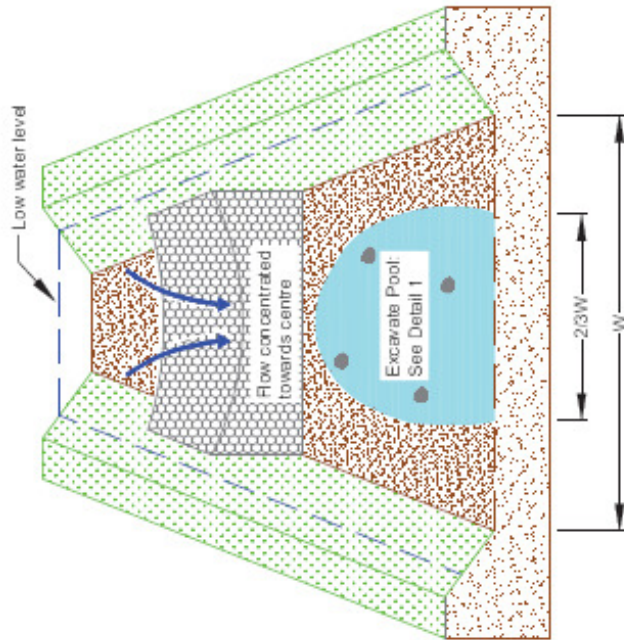 Low water level
Flow concentrated
towards centre
Excavate Pool:
See Detail 1
2/3W
W